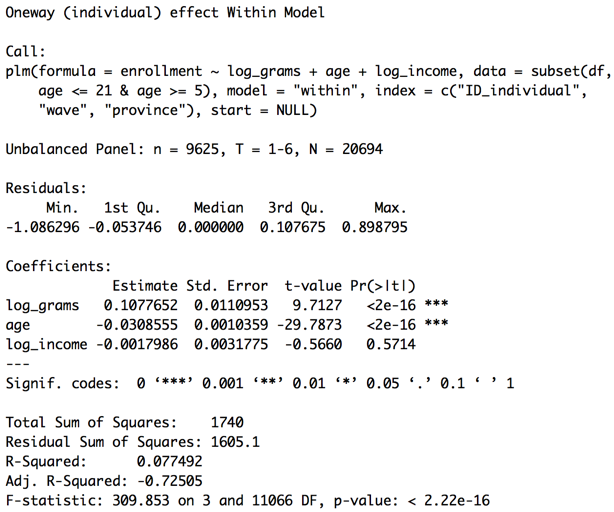 Oneway (individual) effect Within Model
Call:
plm(formula = enrollment ~ log_grams + age + log_income, data = subset(df,
    age <= 21 & age >= 5), model = "within", index = c("ID_individual",
    "wave", "province"), start = NULL)
Unbalanced Panel: n = 9625, T = 1-6, N = 20694
Residuals:
     Min.   1st Qu.    Median   3rd Qu.      Max.
-1.086296 -0.053746  0.000000  0.107675  0.898795
Coefficients:
             Estimate Std. Error  t-value Pr(>|t|)
log_grams   0.1077652  0.0110953   9.7127   <2e-16 ***
age        -0.0308555  0.0010359 -29.7873   <2e-16 ***
log_income -0.0017986  0.0031775  -0.5660   0.5714
---
Signif. codes:  0 ‘***’ 0.001 ‘**’ 0.01 ‘*’ 0.05 ‘.’ 0.1 ‘ ’ 1
Total Sum of Squares:    1740
Residual Sum of Squares: 1605.1
R-Squared:      0.077492
Adj. R-Squared: -0.72505
F-statistic: 309.853 on 3 and 11066 DF, p-value: < 2.22e-16